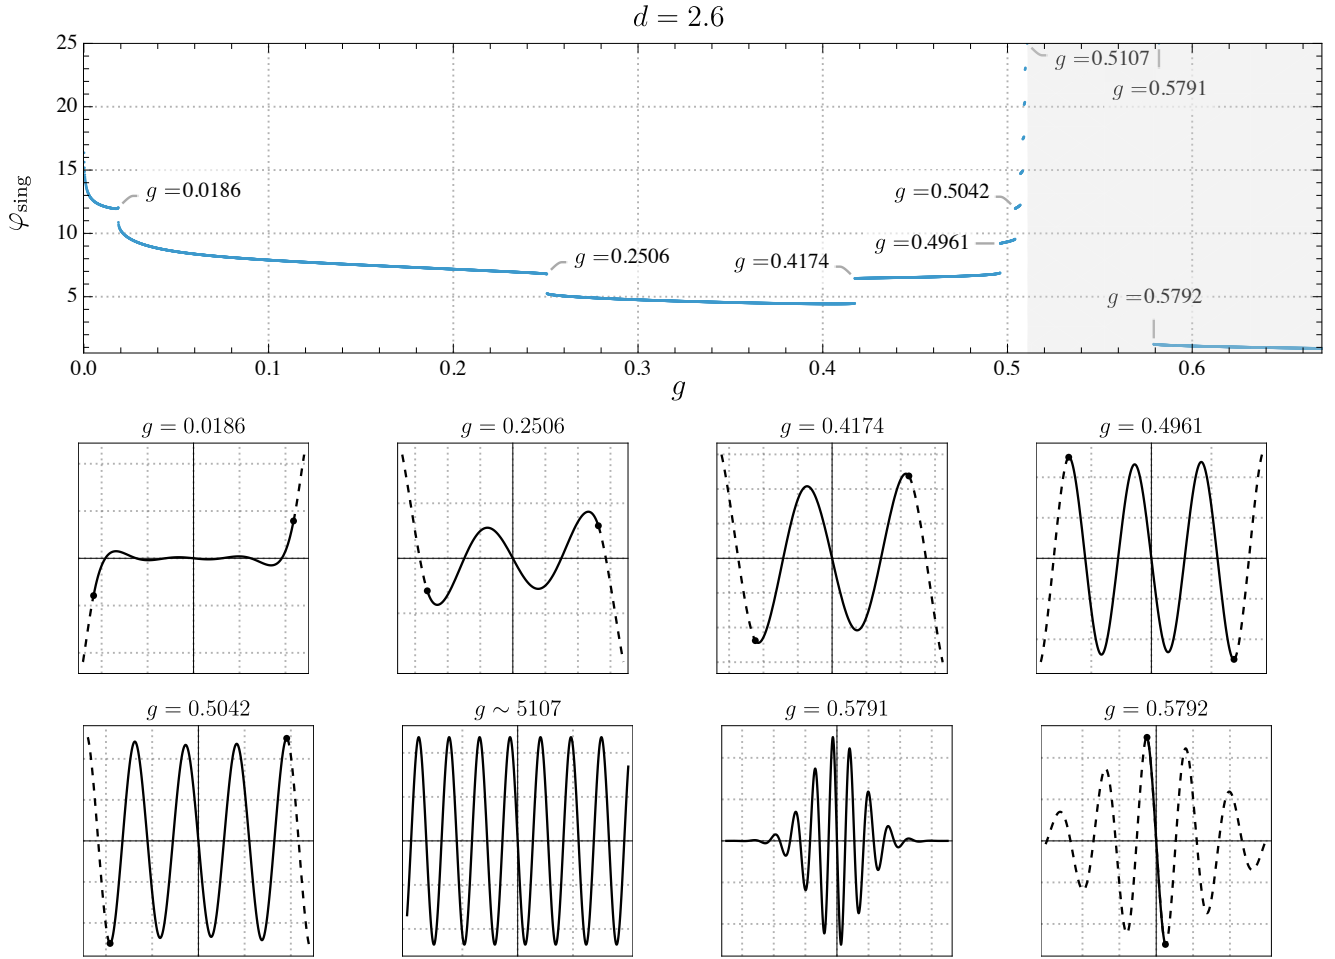 d = 2.6
25
20
15
10
5
φsing
g =0.5107
g =0.5791
g =0.0186
g =0.5042
g =0.4961
g =0.2506
g =0.4174
g =0.5792
0.0 0.1 0.2 0.3 0.4 0.5 0.6
g
g = 0.0186 g = 0.2506 g = 0.4174 g = 0.4961
g = 0.5042 g ∼ 5107 g = 0.5791 g = 0.5792